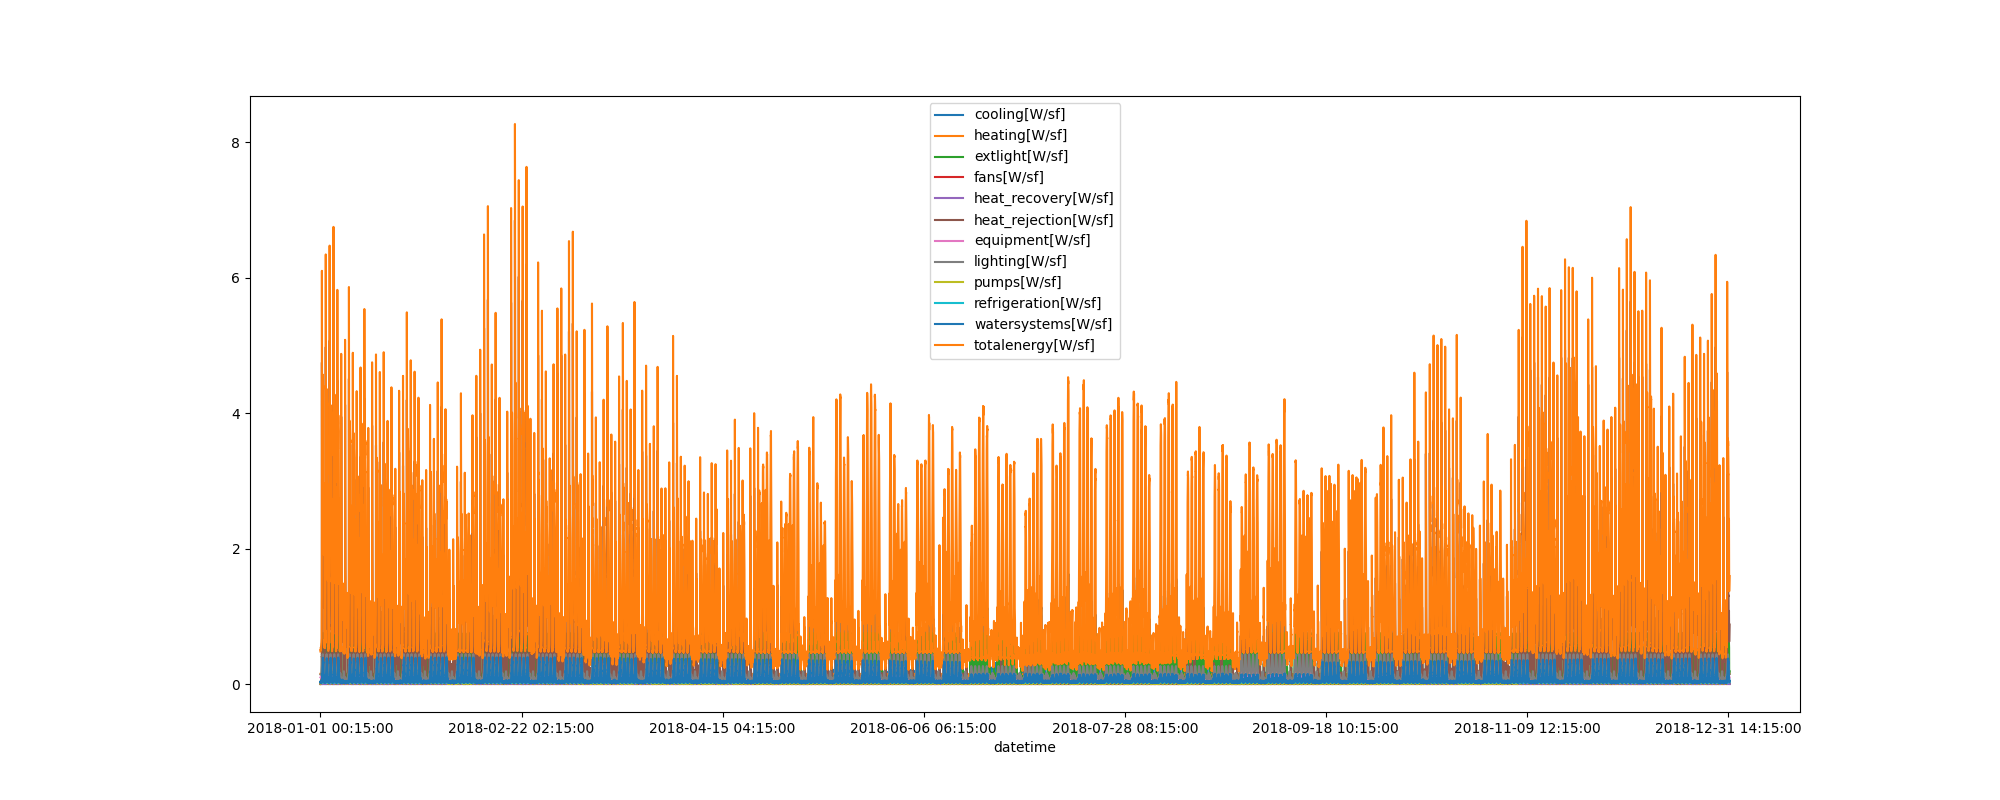 8
6
4
2
0
cooling[W/sf]
heating[W/sf]
extlight[W/sf]
fans[W/sf]
heat_recovery[W/sf]
heat_rejection[W/sf]
equipment[W/sf]
lighting[W/sf]
pumps[W/sf]
refrigeration[W/sf]
watersystems[W/sf]
totalenergy[W/sf]
2018-01-01 00:15:00 2018-02-22 02:15:00 2018-04-15 04:15:00 2018-06-06 06:15:00 2018-07-28 08:15:00 2018-09-18 10:15:00 2018-11-09 12:15:00 2018-12-31 14:15:00
datetime